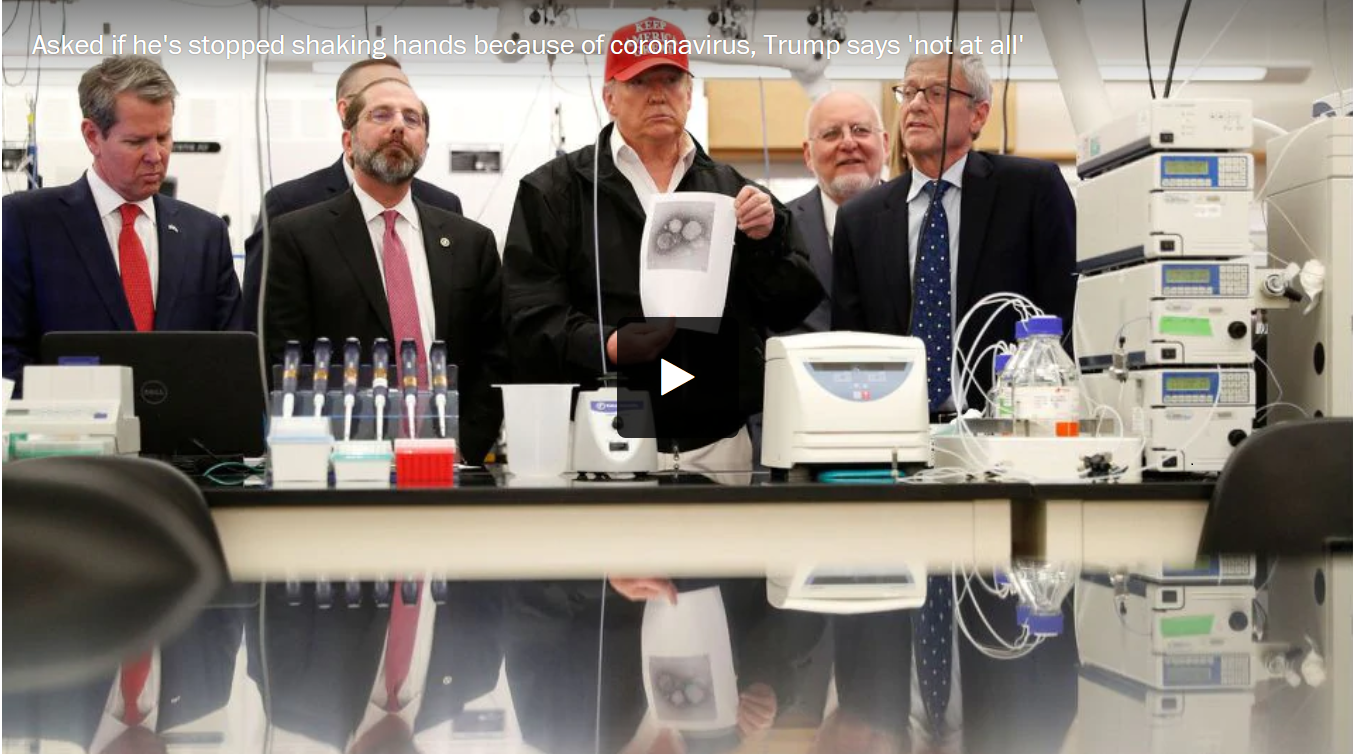 Asked if he's stopped shaking hands because of coronavirus, Trump says 'not at all'
KEEP
AMERICA
DELL